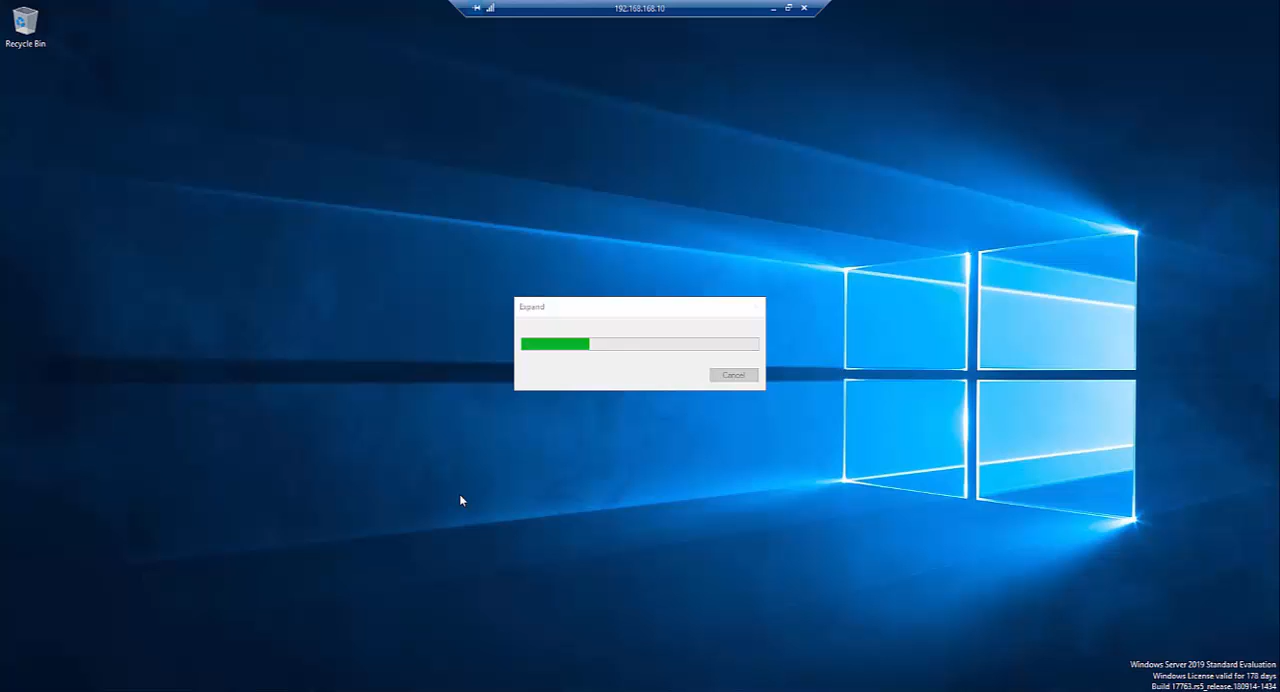 192.168.168.10
Recycle Bin
Expand
Cancel
Windows Server 2019 Standard Evaluation
Windows License valid for 178 days
Build 17763.rs5_release.180914-1434